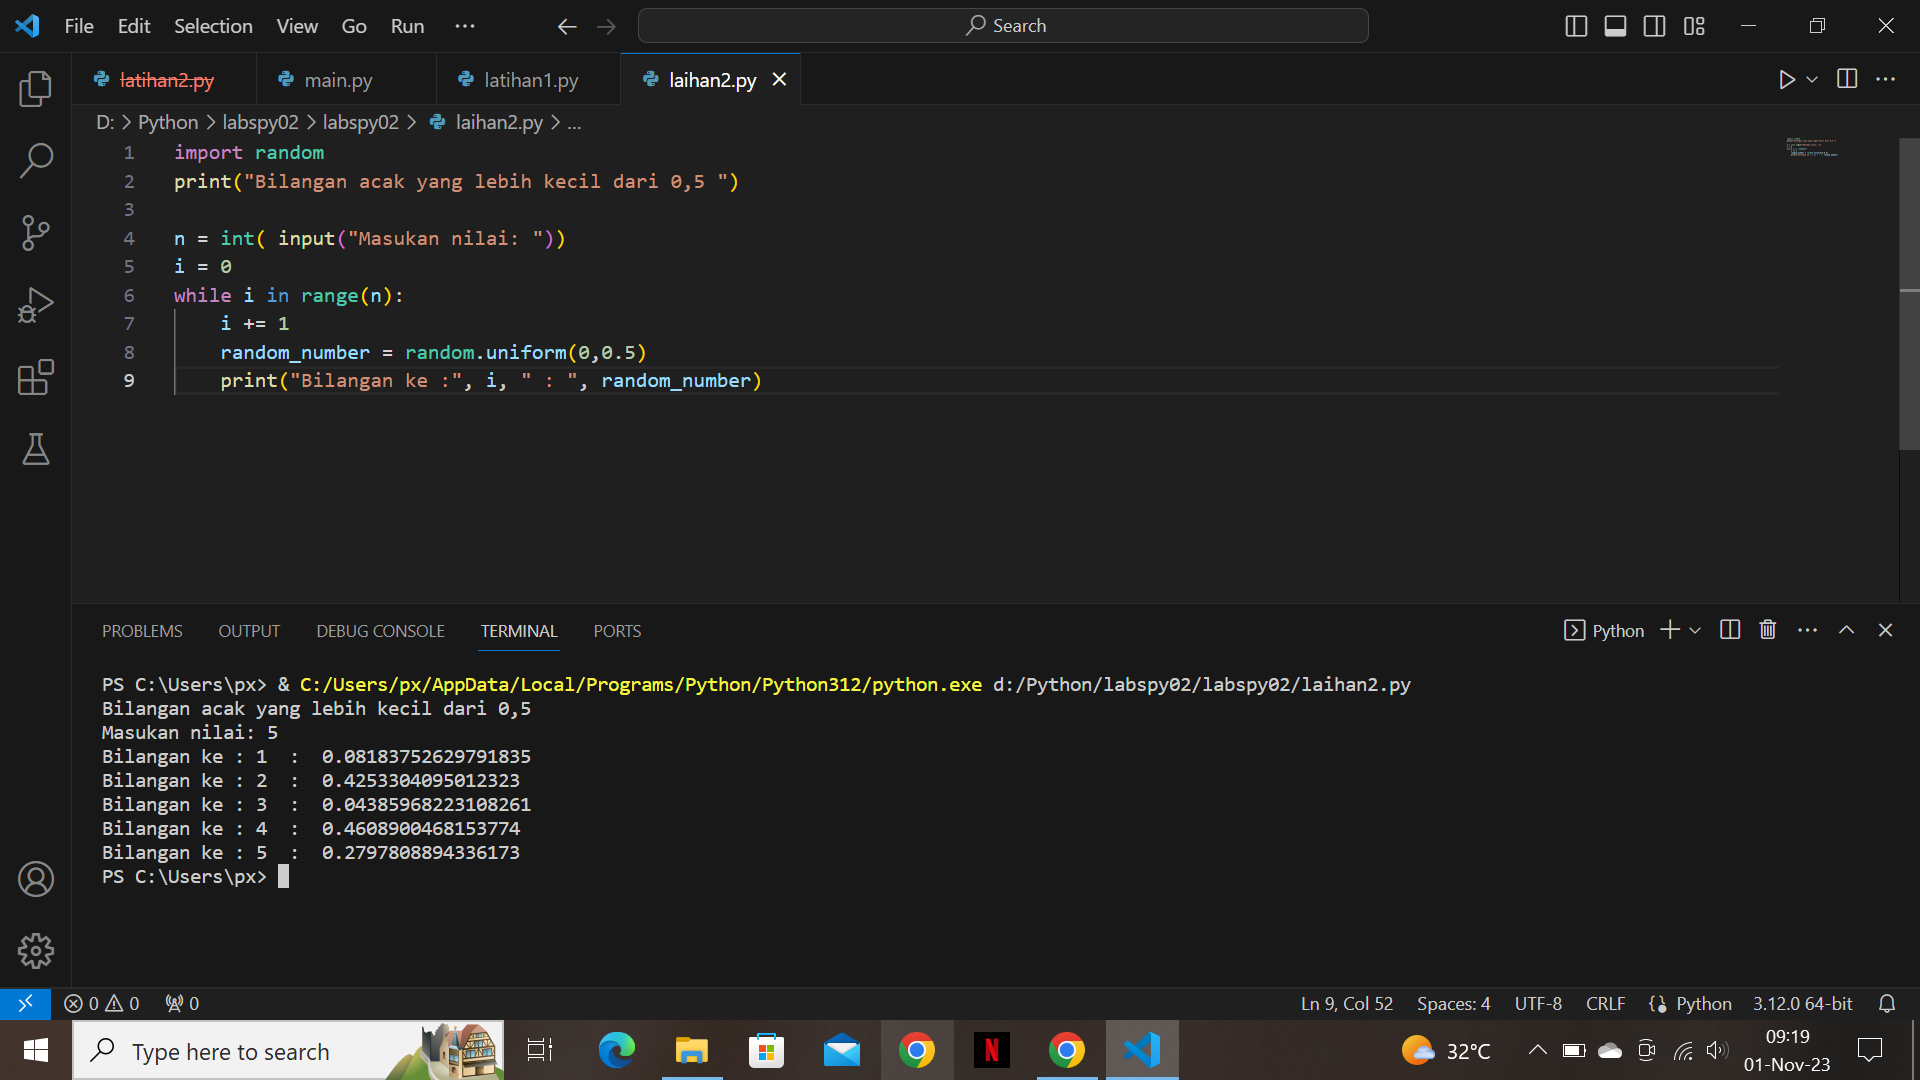 File Edit Selection View Go Run ··· Search
latihan2.py main.py latihan1.py laihan2.py
D: > Python > labspy02 > labspy02 > laihan2.py > ...
1 import random
2 print("Bilangan acak yang lebih kecil dari 0,5 ")
3
4 n = int( input("Masukan nilai: "))
5 i = 0
6 while i in range(n):
7     i += 1
8     random_number = random.uniform(0,0.5)
9     print("Bilangan ke :", i, " : ", random_number)
PROBLEMS OUTPUT DEBUG CONSOLE TERMINAL PORTS Python
PS C:\Users\px> & C:/Users/px/AppData/Local/Programs/Python/Python312/python.exe d:/Python/labspy02/labspy02/laihan2.py
Bilangan acak yang lebih kecil dari 0,5
Masukan nilai: 5
Bilangan ke : 1  :  0.08183752629791835
Bilangan ke : 2  :  0.4253304095012323
Bilangan ke : 3  :  0.04385968223108261
Bilangan ke : 4  :  0.4608900468153774
Bilangan ke : 5  :  0.2797808894336173
PS C:\Users\px>
0 0 0 Ln 9, Col 52 Spaces: 4 UTF-8 CRLF Python 3.12.0 64-bit
Type here to search N 32°C 09:19
01-Nov-23